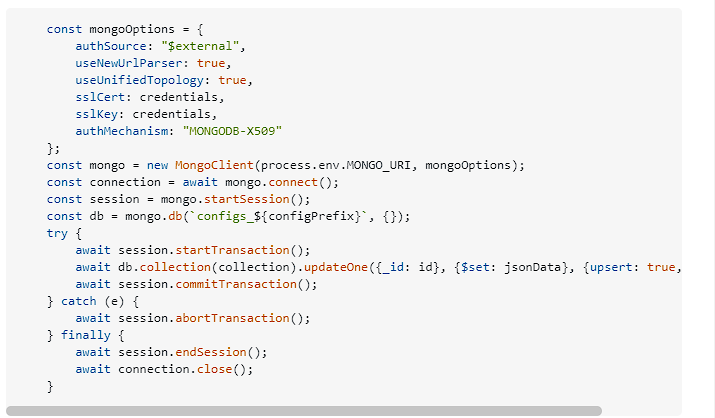 const mongoOptions = {
    authSource: "$external",
    useNewUrlParser: true,
    useUnifiedTopology: true,
    sslCert: credentials,
    sslKey: credentials,
    authMechanism: "MONGODB-X509"
};
const mongo = new MongoClient(process.env.MONGO_URI, mongoOptions);
const connection = await mongo.connect();
const session = mongo.startSession();
const db = mongo.db(`configs_${configPrefix}`, {});
try {
    await session.startTransaction();
    await db.collection(collection).updateOne({_id: id}, {$set: jsonData}, {upsert: true,
    await session.commitTransaction();
} catch (e) {
    await session.abortTransaction();
} finally {
    await session.endSession();
    await connection.close();
}